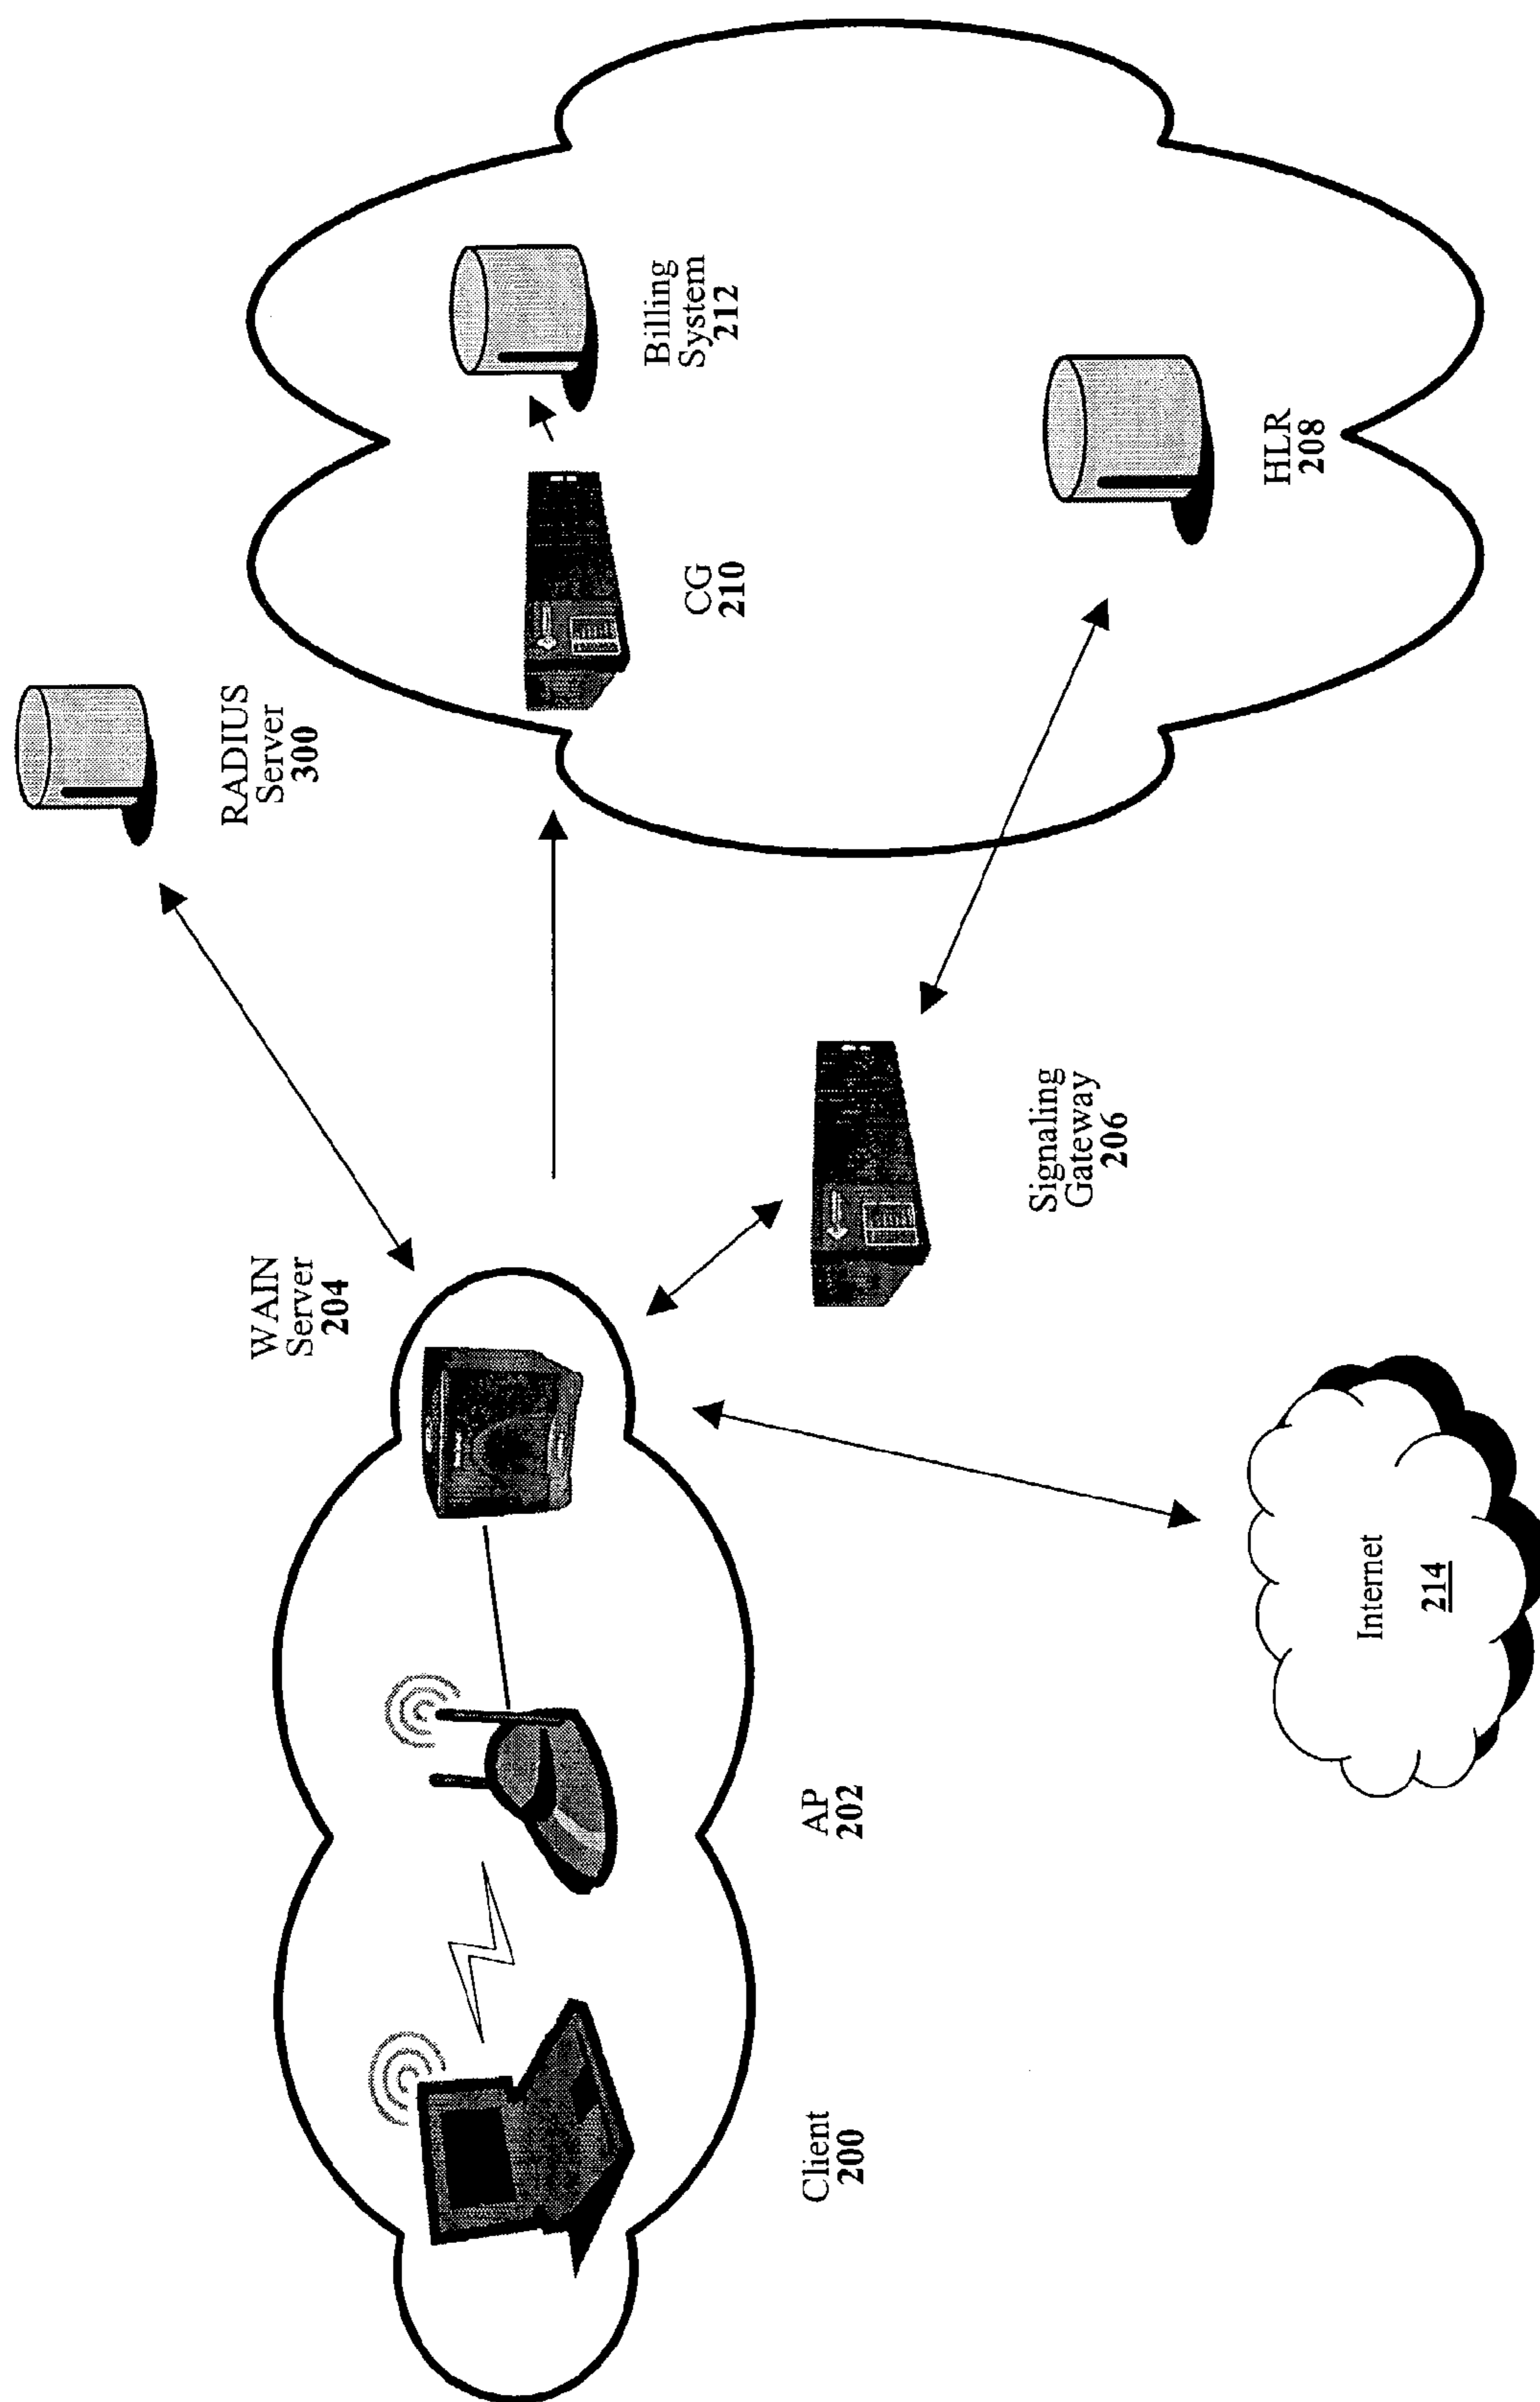 RADIUS
Server
300
WAIN
Server
204
Billing
System
212
CG
210
Client
200
AP
202
Signaling
Gateway
206
HLR
208
Internet
214